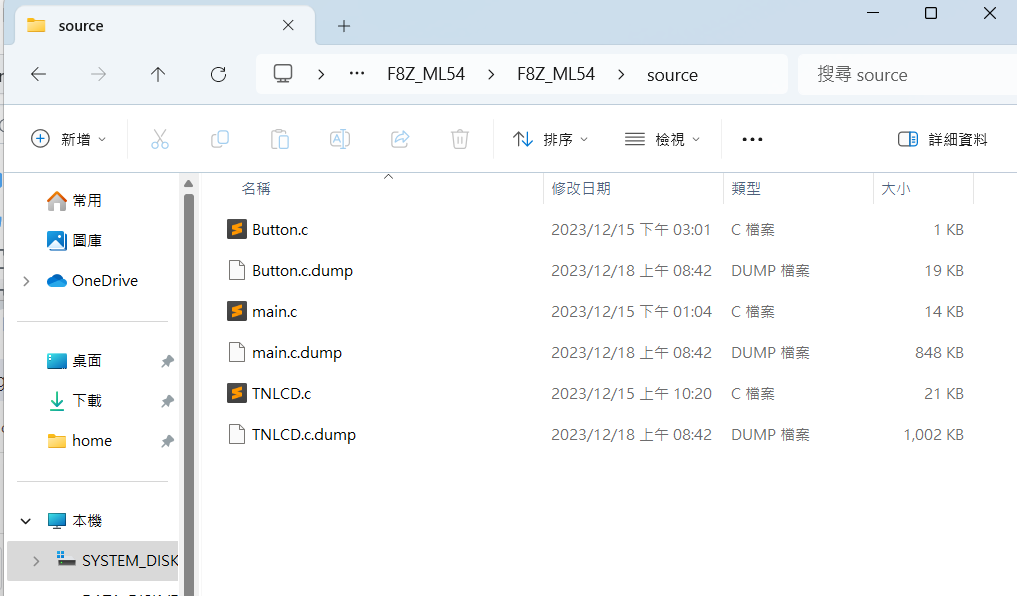 source
F8Z_ML54 F8Z_ML54 source 搜尋 source
新增 排序 檢視 詳細資料
名稱 修改日期 類型 大小
常用
圖庫
OneDrive
桌面
下載
home
本機
SYSTEM_DISK
Button.c 2023/12/15 下午 03:01 C 檔案 1 KB
Button.c.dump 2023/12/18 上午 08:42 DUMP 檔案 19 KB
main.c 2023/12/15 下午 01:04 C 檔案 14 KB
main.c.dump 2023/12/18 上午 08:42 DUMP 檔案 848 KB
TNLCD.c 2023/12/15 上午 10:20 C 檔案 21 KB
TNLCD.c.dump 2023/12/18 上午 08:42 DUMP 檔案 1,002 KB